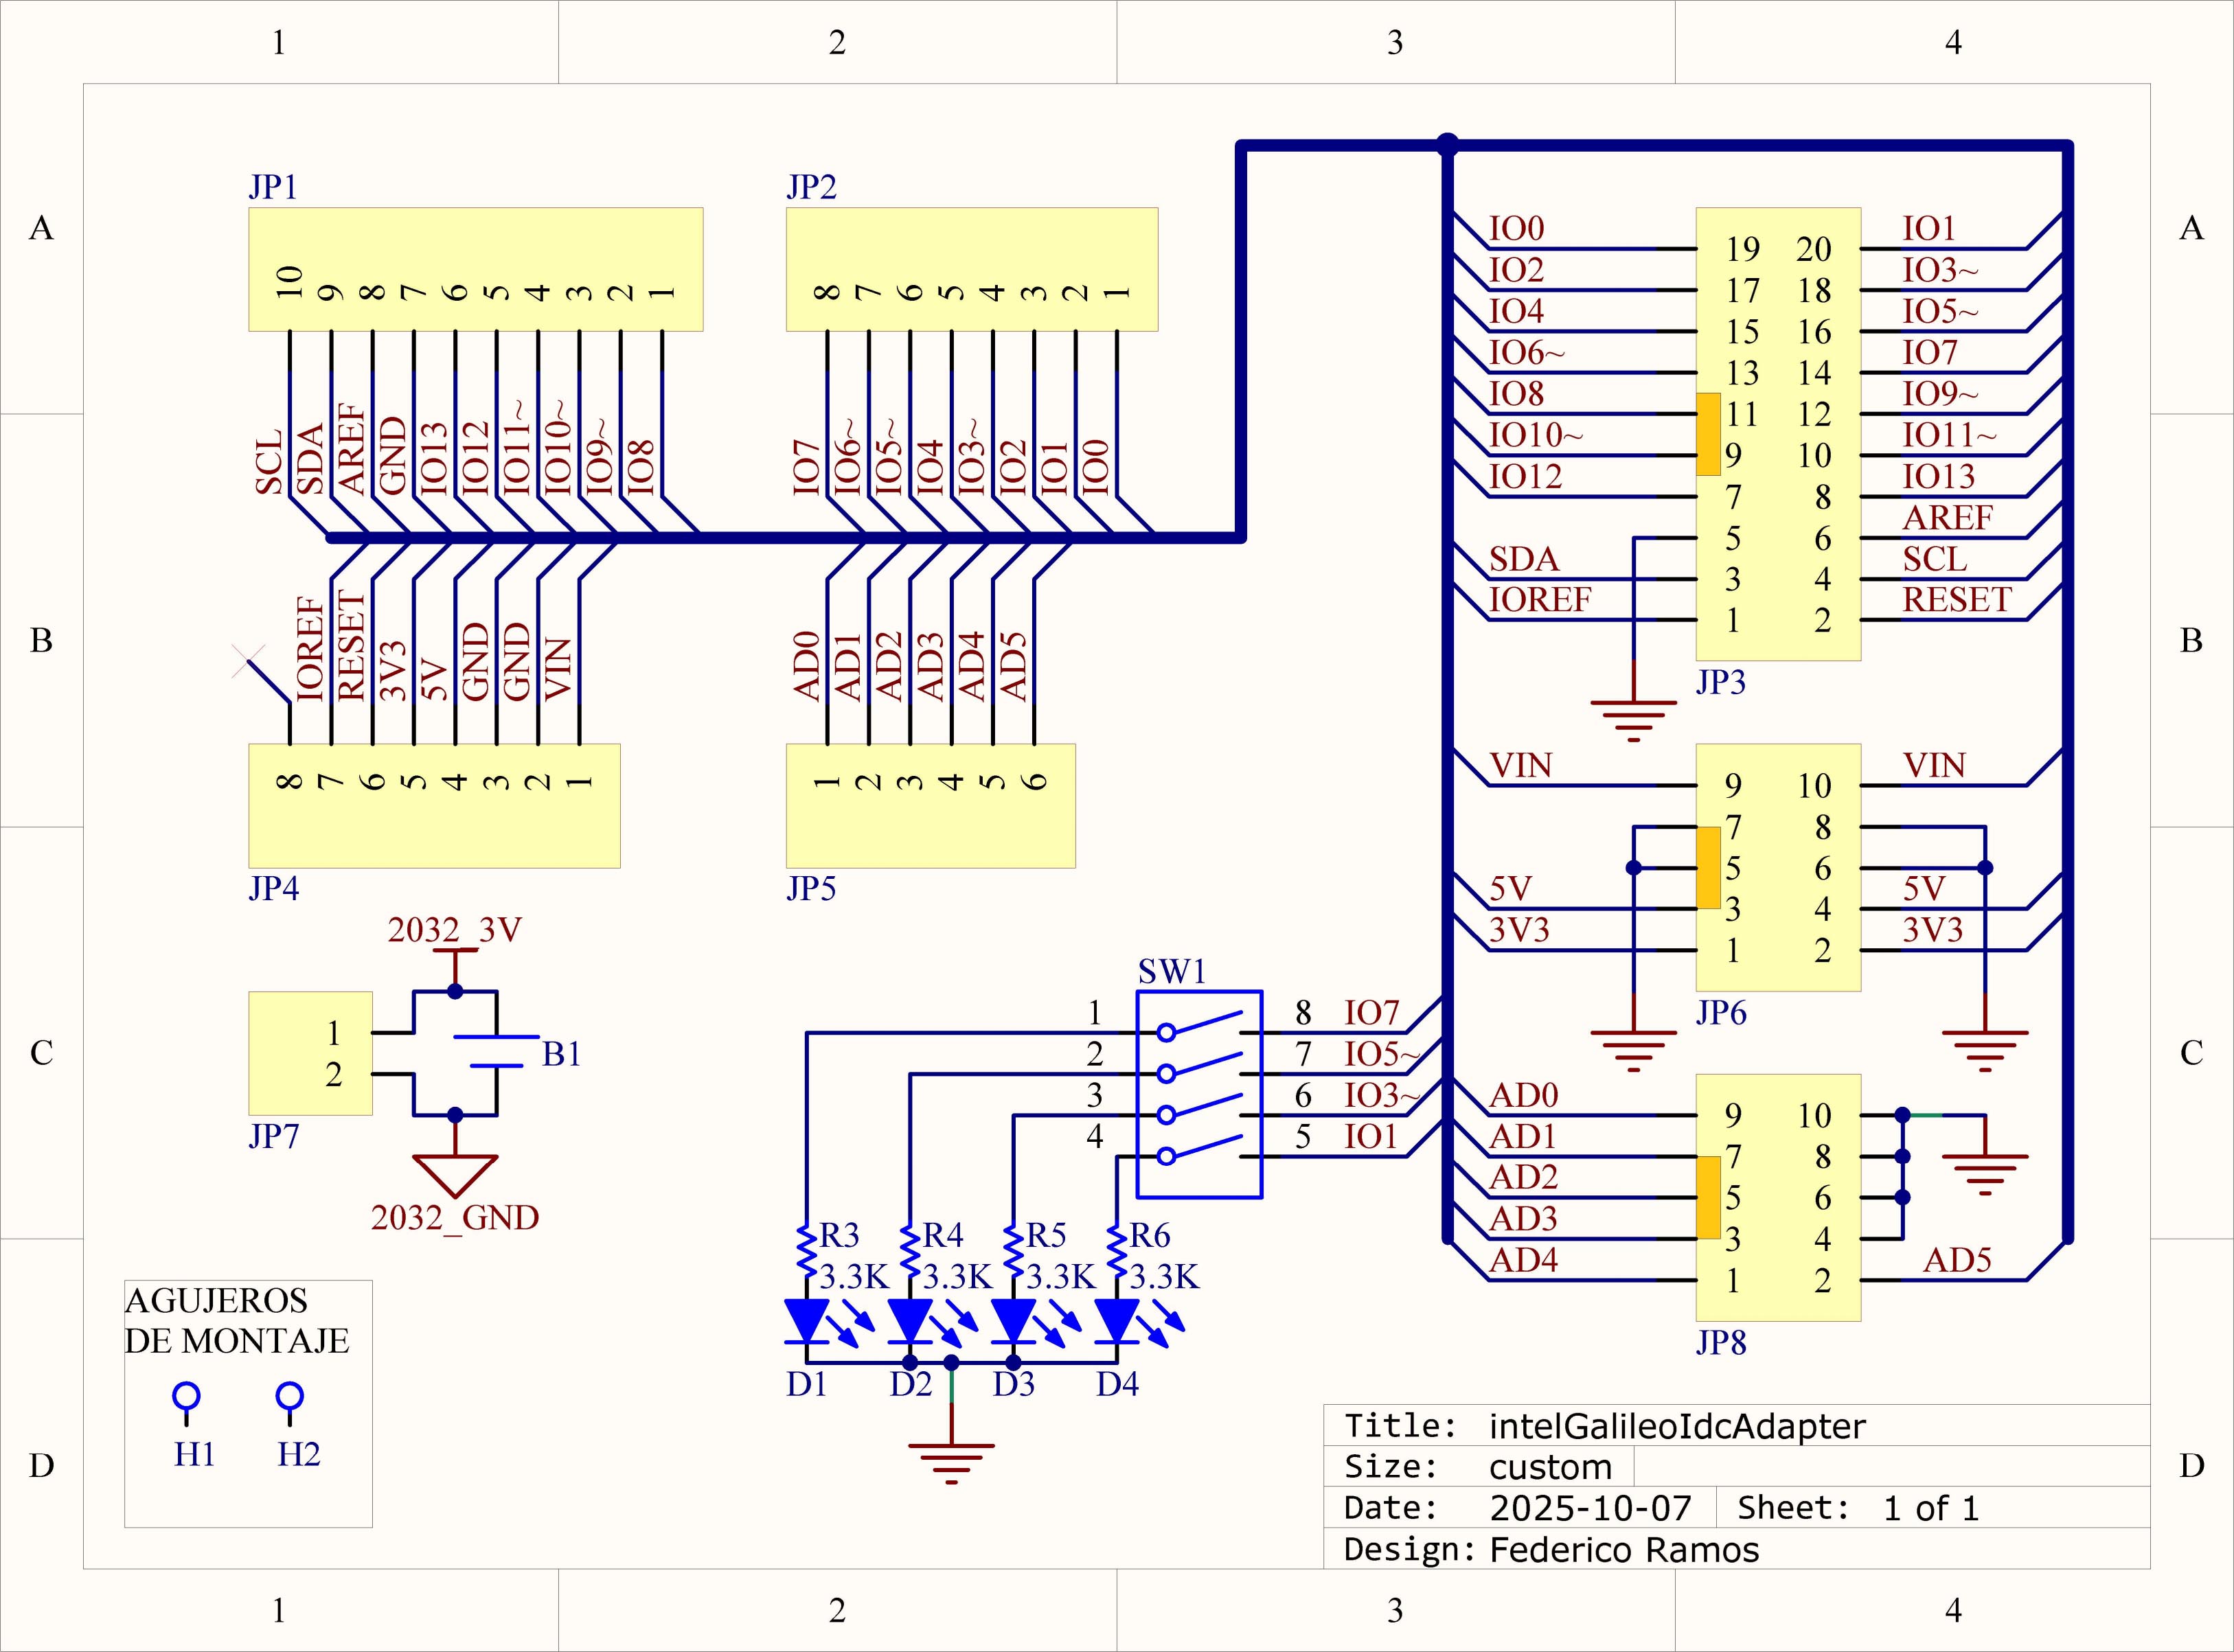 1 2 3 4
A A
JP1
10 9 8 7 6 5 4 3 2 1
SCL SDA AREF GND IO13 IO12 IO11~ IO10~ IO9~ IO8
JP2
8 7 6 5 4 3 2 1
IO7 IO6~ IO5~ IO4 IO3~ IO2 IO1 IO0
IO0 19 20 IO1
IO2 17 18 IO3~
IO4 15 16 IO5~
IO6~ 13 14 IO7
IO8 11 12 IO9~
IO10~ 9 10 IO11~
IO12 7 8 IO13
5 6 AREF
SDA 3 4 SCL
IOREF 1 2 RESET
JP3
B B
IOREF RESET 3V3 5V GND GND VIN
8 7 6 5 4 3 2 1
JP4
AD0 AD1 AD2 AD3 AD4 AD5
1 2 3 4 5 6
JP5
VIN 9 10 VIN
7 8
5 6
5V 3 4 5V
3V3 1 2 3V3
JP6
C C
2032_3V
1
2
B1
JP7
2032_GND
SW1
1 8 IO7
2 7 IO5~
3 6 IO3~
4 5 IO1
AD0 9 10
AD1 7 8
AD2 5 6
AD3 3 4
AD4 1 2 AD5
JP8
R3 R4 R5 R6
3.3K 3.3K 3.3K 3.3K
D1 D2 D3 D4
AGUJEROS
DE MONTAJE
H1 H2
D D
Title: intelGalileoIdcAdapter
Size: custom
Date: 2025-10-07 Sheet: 1 of 1
Design: Federico Ramos
1 2 3 4